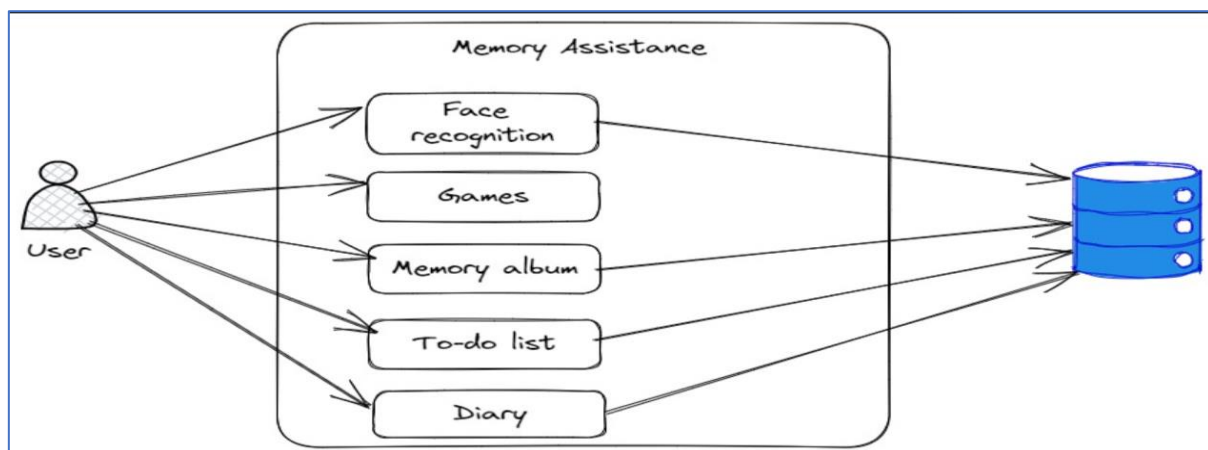 Memory Assistance
Face
recognition
Games
User
Memory album
To-do list
Diary